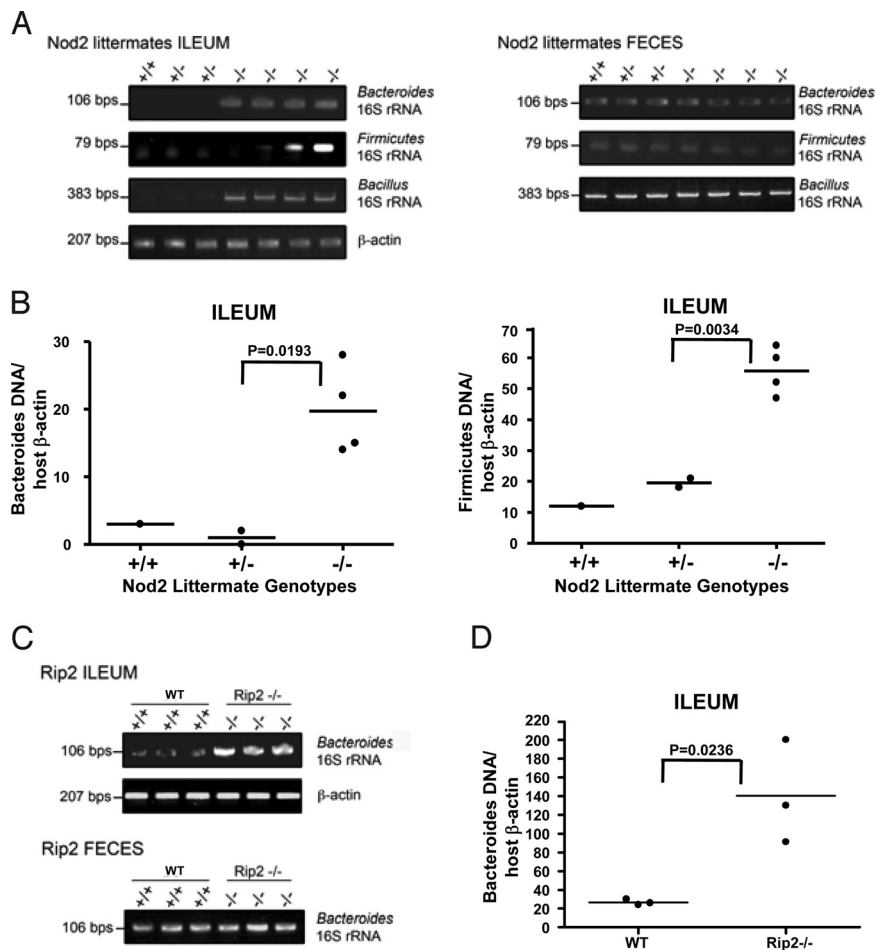 A
Nod2 littermates ILEUM
+/+ +/- +/- -/- -/- -/- -/-
106 bps
Bacteroides
16S rRNA
79 bps
Firmicutes
16S rRNA
383 bps
Bacillus
16S rRNA
207 bps
β-actin
Nod2 littermates FECES
+/+ +/- +/- -/- -/- -/- -/-
106 bps
Bacteroides
16S rRNA
79 bps
Firmicutes
16S rRNA
383 bps
Bacillus
16S rRNA
B
ILEUM
P=0.0193
Bacteroides DNA/
host β-actin
30
20
10
0
+/+ +/- -/-
Nod2 Littermate Genotypes
ILEUM
P=0.0034
Firmicutes DNA/
host β-actin
70
60
50
40
30
20
10
0
+/+ +/- -/-
Nod2 Littermate Genotypes
C
Rip2 ILEUM
WT Rip2 -/-
+/+ +/+ +/+ -/- -/- -/-
106 bps
Bacteroides
16S rRNA
207 bps
β-actin
Rip2 FECES
WT Rip2 -/-
+/+ +/+ +/+ -/- -/- -/-
106 bps
Bacteroides
16S rRNA
D
ILEUM
P=0.0236
Bacteroides DNA/
host β-actin
220
200
180
160
140
120
100
80
60
40
20
0
WT Rip2-/-